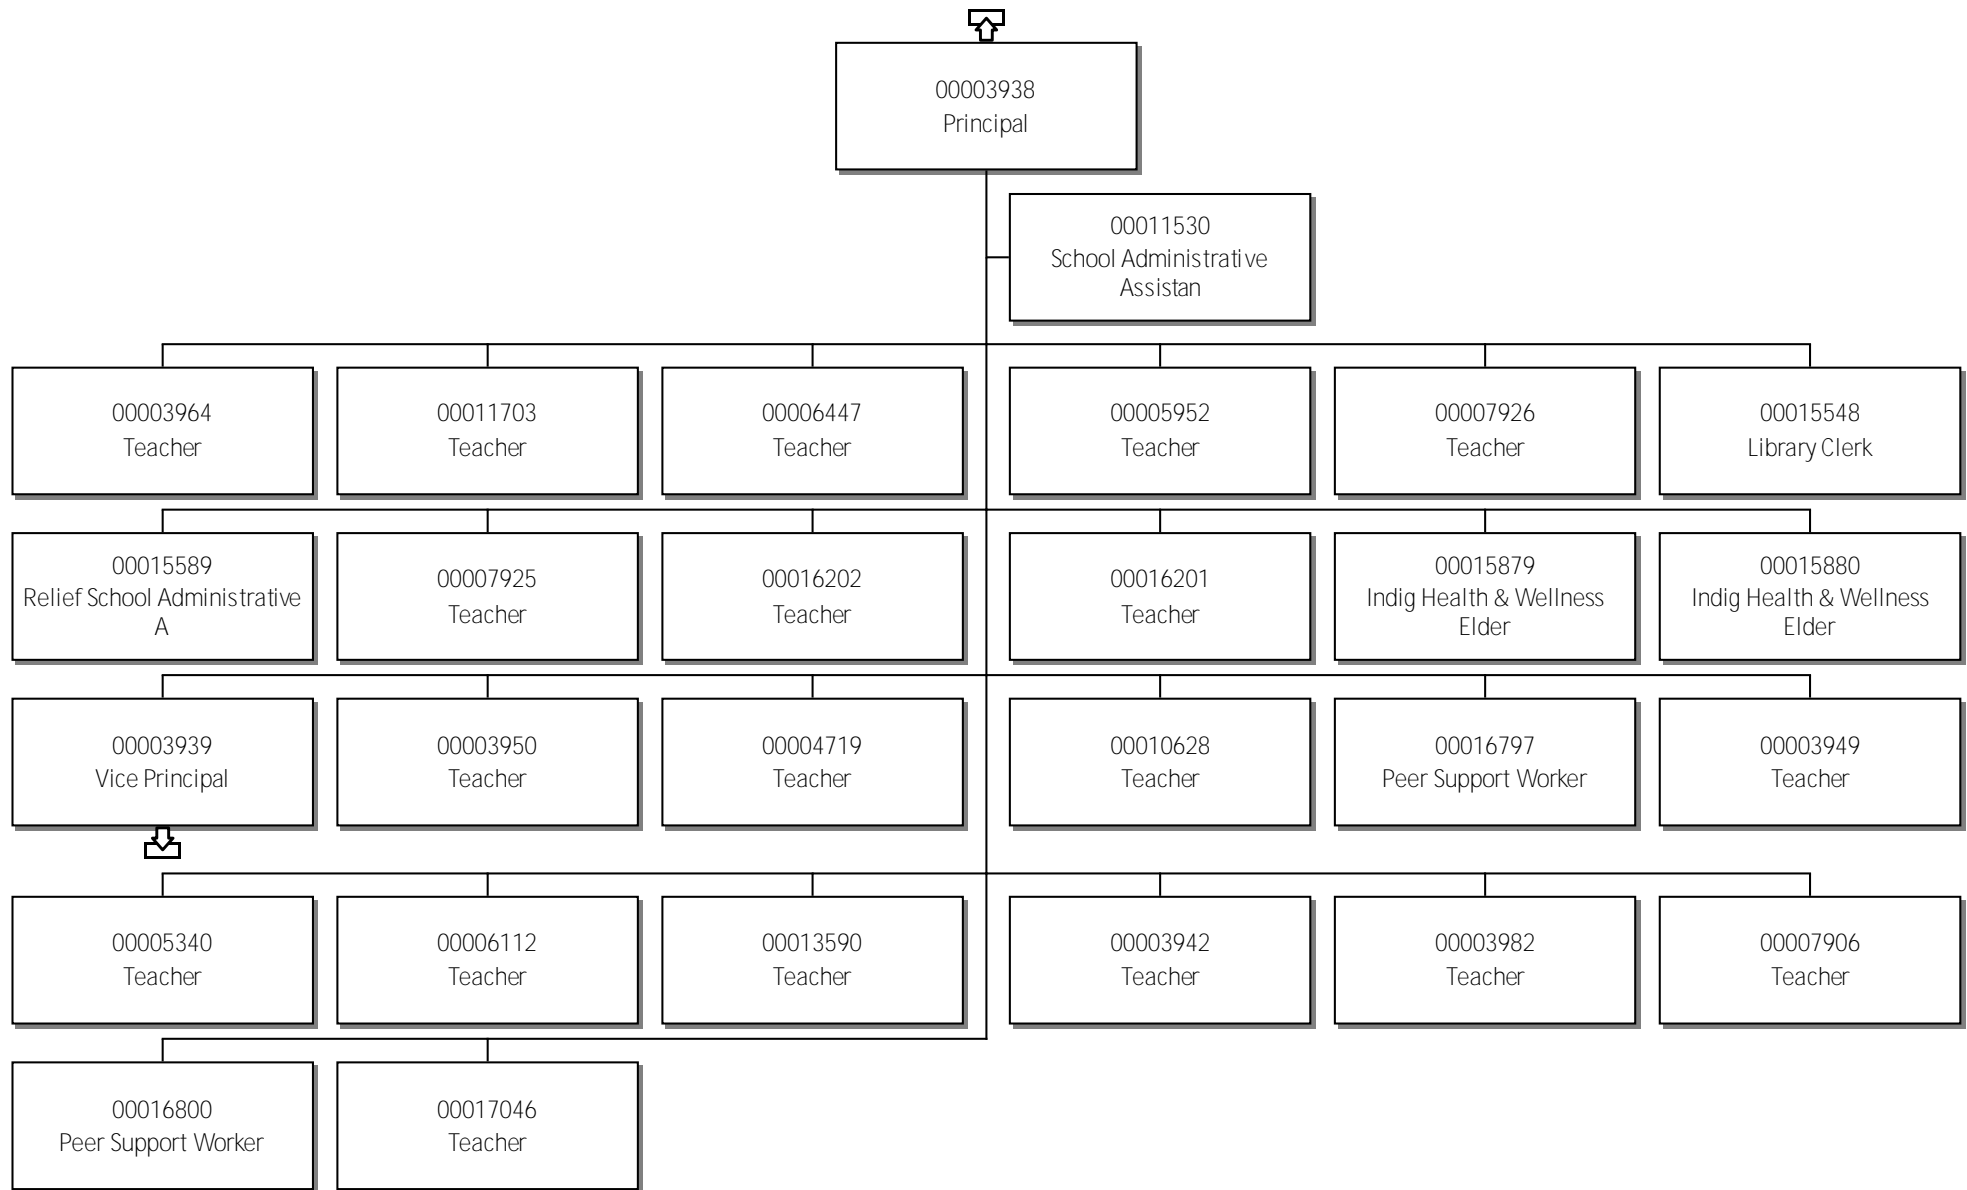 00003938
Principal
00011530
School Administrative
Assistan
00003964
Teacher
00011703
Teacher
00006447
Teacher
00005952
Teacher
00007926
Teacher
00015548
Library Clerk
00015589
Relief School Administrative
A
00007925
Teacher
00016202
Teacher
00016201
Teacher
00015879
Indig Health & Wellness
Elder
00015880
Indig Health & Wellness
Elder
00003939
Vice Principal
00003950
Teacher
00004719
Teacher
00010628
Teacher
00016797
Peer Support Worker
00003949
Teacher
00005340
Teacher
00006112
Teacher
00013590
Teacher
00003942
Teacher
00003982
Teacher
00007906
Teacher
00016800
Peer Support Worker
00017046
Teacher